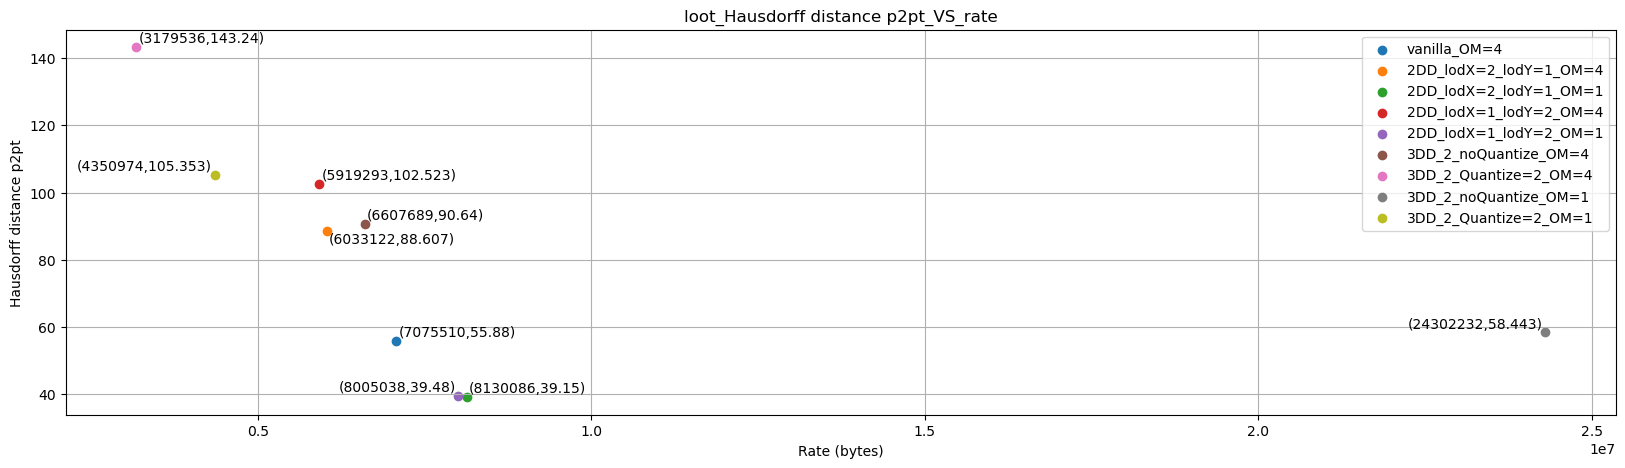 loot_Hausdorff distance p2pt_VS_rate
Hausdorff distance p2pt
140
120
100
80
60
40
(3179536,143.24)
(4350974,105.353)
(5919293,102.523)
(6607689,90.64)
(6033122,88.607)
(7075510,55.88)
(24302232,58.443)
(8005038,39.48)
(8130086,39.15)
vanilla_OM=4
2DD_lodX=2_lodY=1_OM=4
2DD_lodX=2_lodY=1_OM=1
2DD_lodX=1_lodY=2_OM=4
2DD_lodX=1_lodY=2_OM=1
3DD_2_noQuantize_OM=4
3DD_2_Quantize=2_OM=4
3DD_2_noQuantize_OM=1
3DD_2_Quantize=2_OM=1
0.5 1.0 1.5 2.0 2.5
1e7
Rate (bytes)